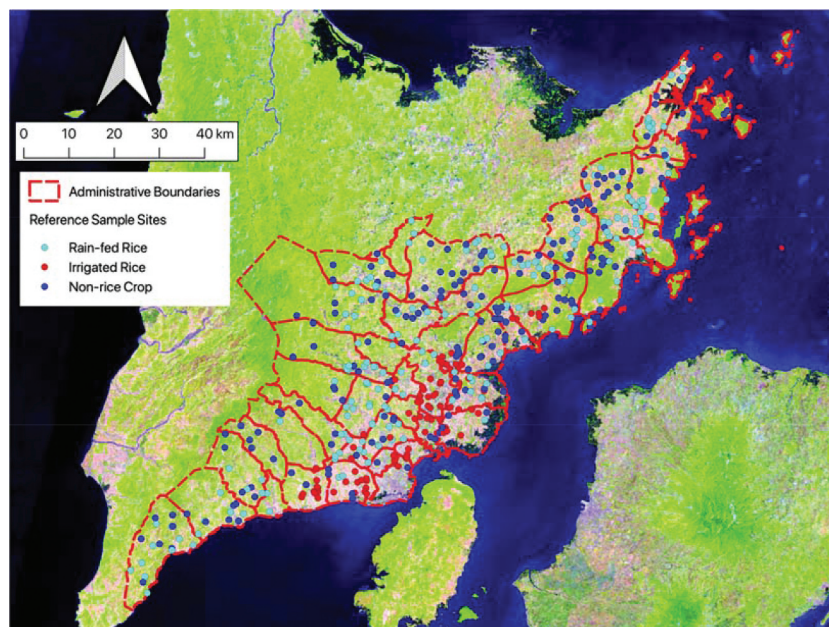 0 10 20 30 40 km
Administrative Boundaries
Reference Sample Sites
Rain-fed Rice
Irrigated Rice
Non-rice Crop